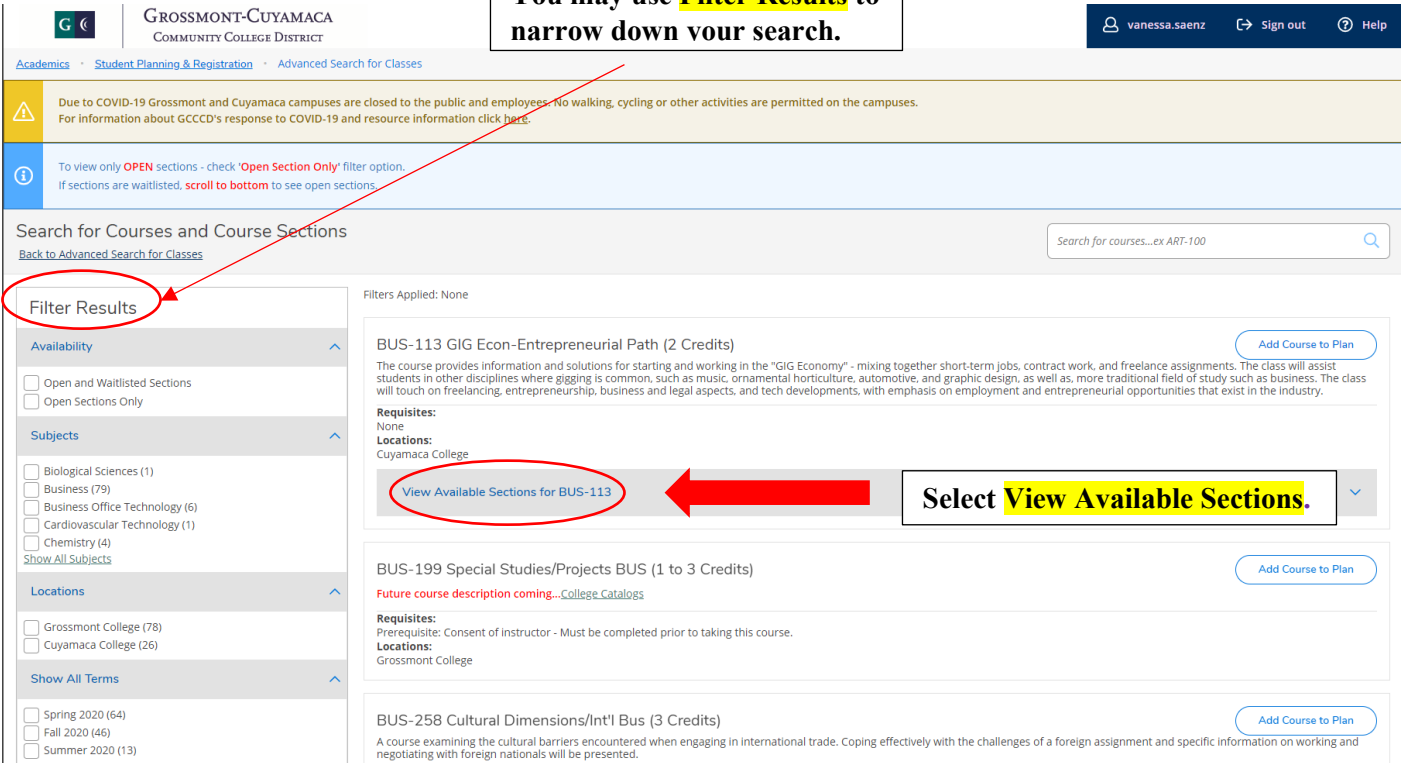 You may use Filter Results to
narrow down your search.
G C
GROSSMONT-CUYAMACA
COMMUNITY COLLEGE DISTRICT
vanessa.saenz
Sign out
Help
Academics · Student Planning & Registration · Advanced Search for Classes
Due to COVID-19 Grossmont and Cuyamaca campuses are closed to the public and employees. No walking, cycling or other activities are permitted on the campuses.
For information about GCCCD's response to COVID-19 and resource information click here.
To view only OPEN sections - check 'Open Section Only' filter option.
If sections are waitlisted, scroll to bottom to see open sections.
Search for Courses and Course Sections
Back to Advanced Search for Classes
Search for courses...ex ART-100
Filter Results
Availability
Open and Waitlisted Sections
Open Sections Only
Subjects
Biological Sciences (1)
Business (79)
Business Office Technology (6)
Cardiovascular Technology (1)
Chemistry (4)
Show All Subjects
Locations
Grossmont College (78)
Cuyamaca College (26)
Show All Terms
Spring 2020 (64)
Fall 2020 (46)
Summer 2020 (13)
Filters Applied: None
BUS-113 GIG Econ-Entrepreneurial Path (2 Credits)
Add Course to Plan
The course provides information and solutions for starting and working in the "GIG Economy" - mixing together short-term jobs, contract work, and freelance assignments. The class will assist
students in other disciplines where gigging is common, such as music, ornamental horticulture, automotive, and graphic design, as well as, more traditional field of study such as business. The class
will touch on freelancing, entrepreneurship, business and legal aspects, and tech developments, with emphasis on employment and entrepreneurial opportunities that exist in the industry.
Requisites:
None
Locations:
Cuyamaca College
View Available Sections for BUS-113
Select View Available Sections.
BUS-199 Special Studies/Projects BUS (1 to 3 Credits)
Add Course to Plan
Future course description coming...College Catalogs
Requisites:
Prerequisite: Consent of instructor - Must be completed prior to taking this course.
Locations:
Grossmont College
BUS-258 Cultural Dimensions/Int'l Bus (3 Credits)
Add Course to Plan
A course examining the cultural barriers encountered when engaging in international trade. Coping effectively with the challenges of a foreign assignment and specific information on working and
negotiating with foreign nationals will be presented.